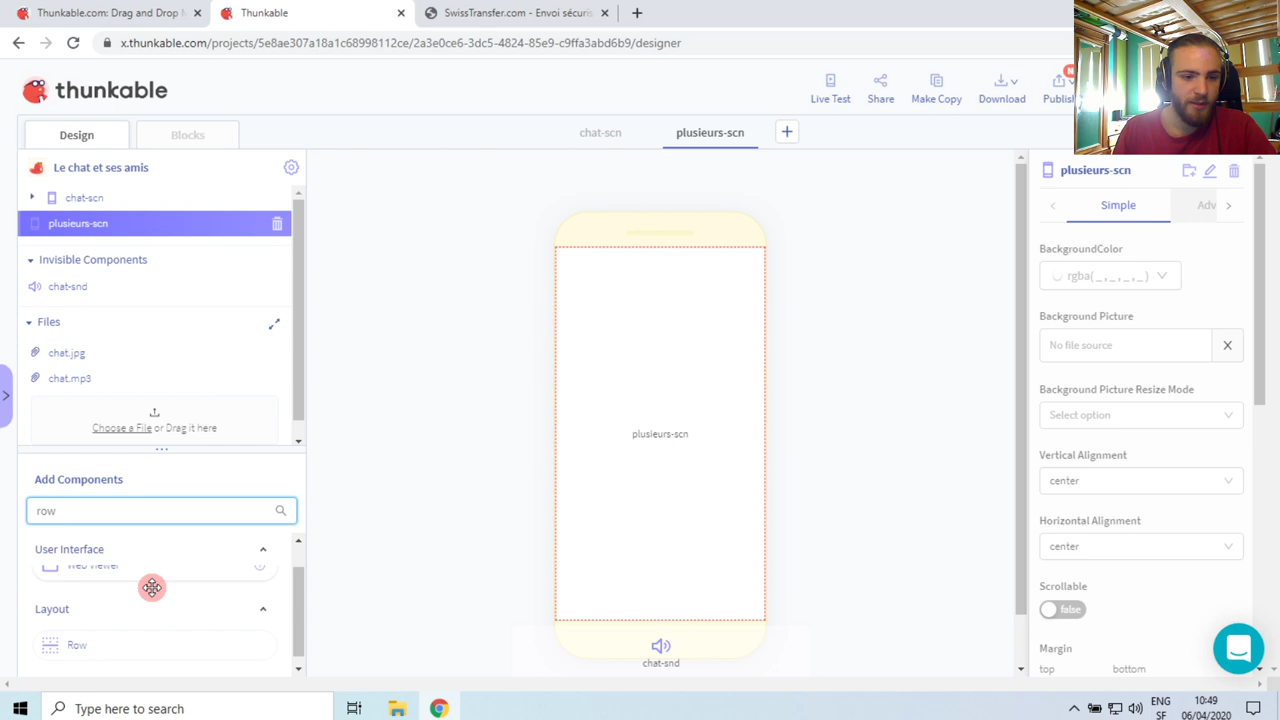 Thunkable.com: Drag and Drop M
Thunkable
SwissTransfer.com - Envoi sécuris
x.thunkable.com/projects/5e8ae307a18a1c68998112ce/2a3e0ce6-2dc5-4824-85e9-c9ffa3abd6b9/designer
thunkable
Live Test
Share
Make Copy
Download
Publish
N
Design
Blocks
chat-scn
plusieurs-scn
Le chat et ses amis
chat-scn
plusieurs-scn
Invisible Components
chat-snd
Files
chat.jpg
chat.mp3
Choose a File or Drag it here
Add Components
row
User Interface
Web Viewer
Layout
Row
plusieurs-scn
chat-snd
plusieurs-scn
Simple
Adv
BackgroundColor
rgba( _ , _ , _ , _ )
Background Picture
No file source
X
Background Picture Resize Mode
Select option
Vertical Alignment
center
Horizontal Alignment
center
Scrollable
false
Margin
top bottom
Type here to search
ENG
SF
10:49
06/04/2020